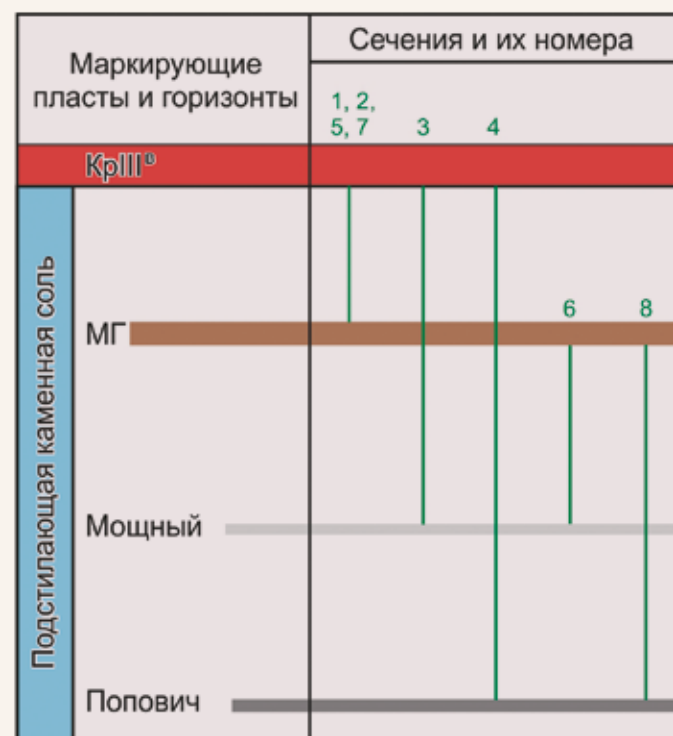 Маркирующие
пласты и горизонты
Сечения и их номера
1, 2,
5, 7
3
4
КрIIIᵇ
6
8
МГ
Мощный
Попович
Подстилающая каменная соль